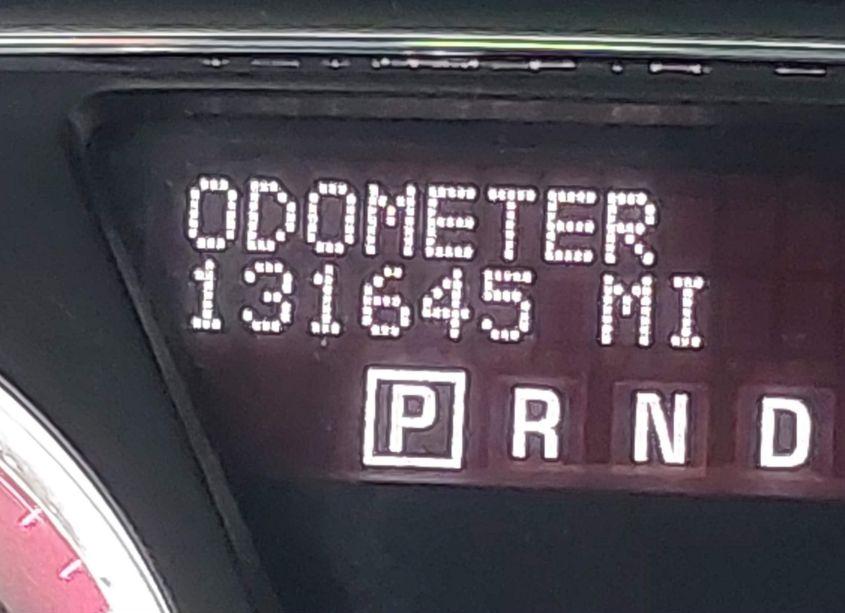 ODOMETER
131645 MI
P R N D